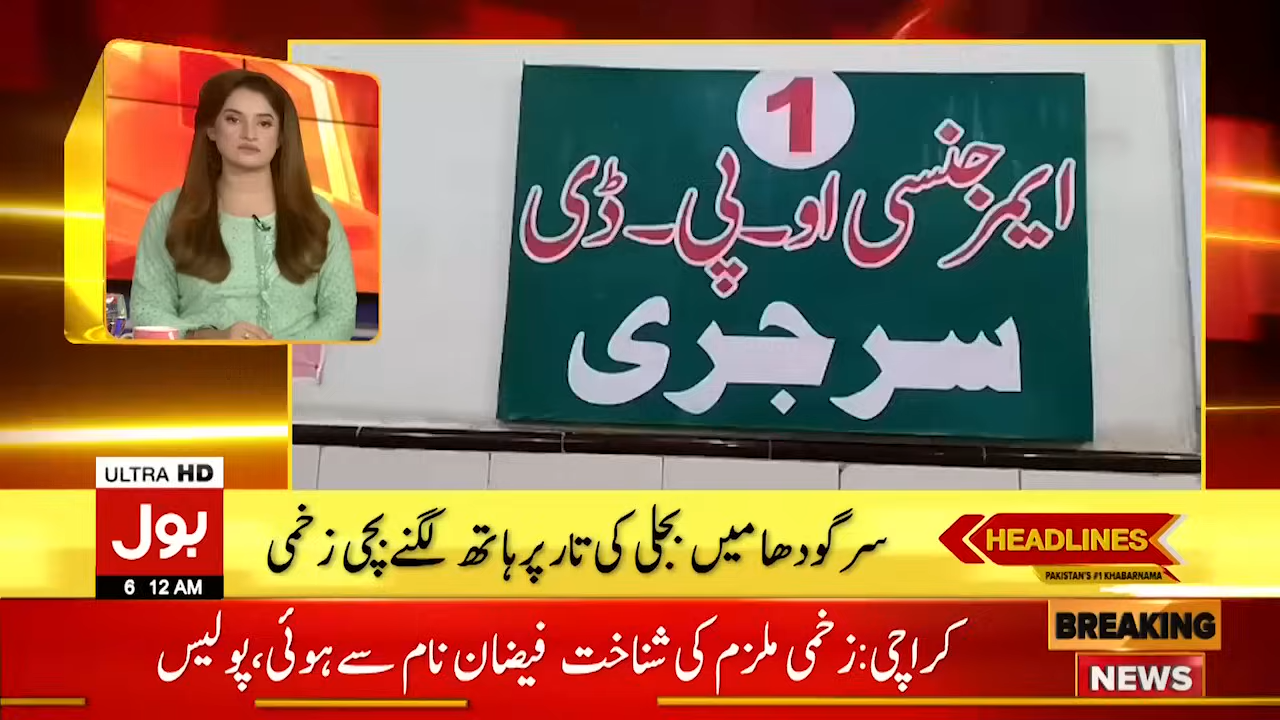 1
ایمرجنسی او۔پی۔ڈی
سرجری
ULTRA HD
بول
6 12 AM
سرگودھا میں بجلی کی تار پر ہاتھ لگنے بچی زخمی
HEADLINES
PAKISTAN'S #1 KHABARNAMA
کراچی:زخمی ملزم کی شناخت فیضان نام سے ہوئی،پولیس
BREAKING
NEWS